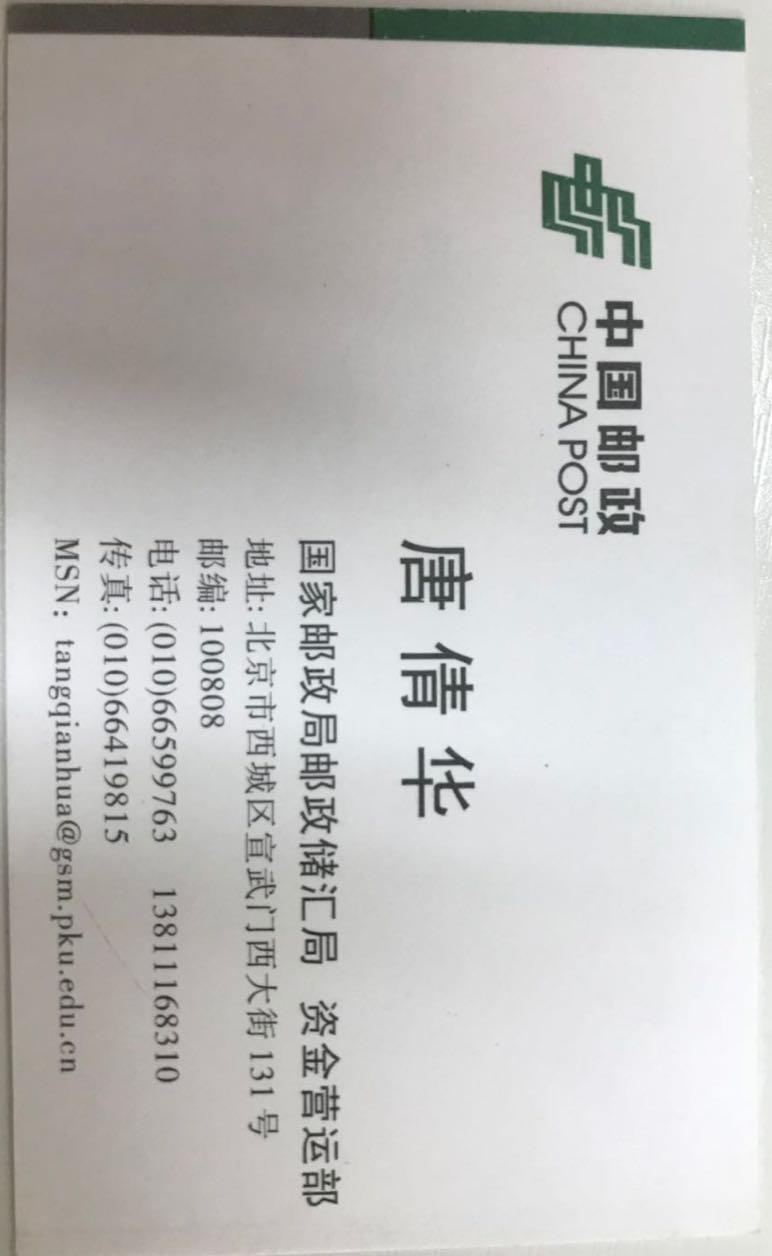 中国邮政
CHINA POST
唐倩华
国家邮政局邮政储汇局 资金营运部
地址:北京市西城区宣武门西大街131号
邮编:100808
电话:(010)66599763 13811168310
传真:(010)66419815
MSN: tangqianhua@gsm.pku.edu.cn